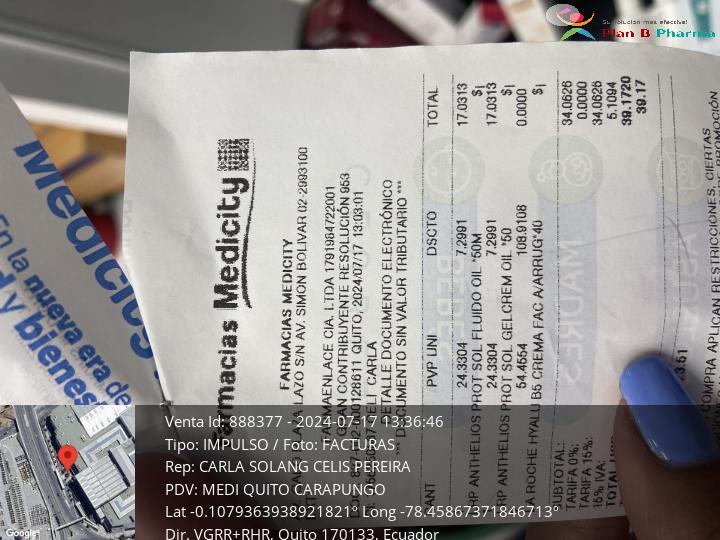 Su solución más efectiva!
Plan B Pharma
Medicity
En la nueva era de
y bienes
Farmacias Medicity
FARMACIAS MEDICITY
LAZO S/N AV. SIMON BOLIVAR 02-2993100
CIA. LTDA 1791984722001
GRAN CONTRIBUYENTE RESOLUCIÓN 953
QUITO, 2024/07/17 13:03:01
CARLA
DETALLE DOCUMENTO ELECTRÓNICO
*** DOCUMENTO SIN VALOR TRIBUTARIO ***
PVP UNI DSCTO TOTAL
24.3304 7.2991 17.0313
RP ANTHELIOS PROT SOL FLUIDO OIL *50M $|
24.3304 7.2991 17.0313
RP ANTHELIOS PROT SOL GELCREM OIL *50 $|
54.4554 108.9108 0.0000
A ROCHE HYALU B5 CREMA FAC A/ARRUG*40 $|
SUBTOTAL: 34.0626
TARIFA 0%: 0.0000
TARIFA 15%: 34.0626
15% IVA: 5.1094
39.1720
39.17
COMPRA APLICAN RESTRICCIONES, CIERTAS
PROMOCIÓN
BEBES
MADRES
Venta Id: 888377 - 2024-07-17 13:36:46
Tipo: IMPULSO / Foto: FACTURAS
Rep: CARLA SOLANG CELIS PEREIRA
PDV: MEDI QUITO CARAPUNGO
Lat -0.1079363938921821° Long -78.45867371846713°
Dir. VGRR+RHR, Quito 170133, Ecuador
Google